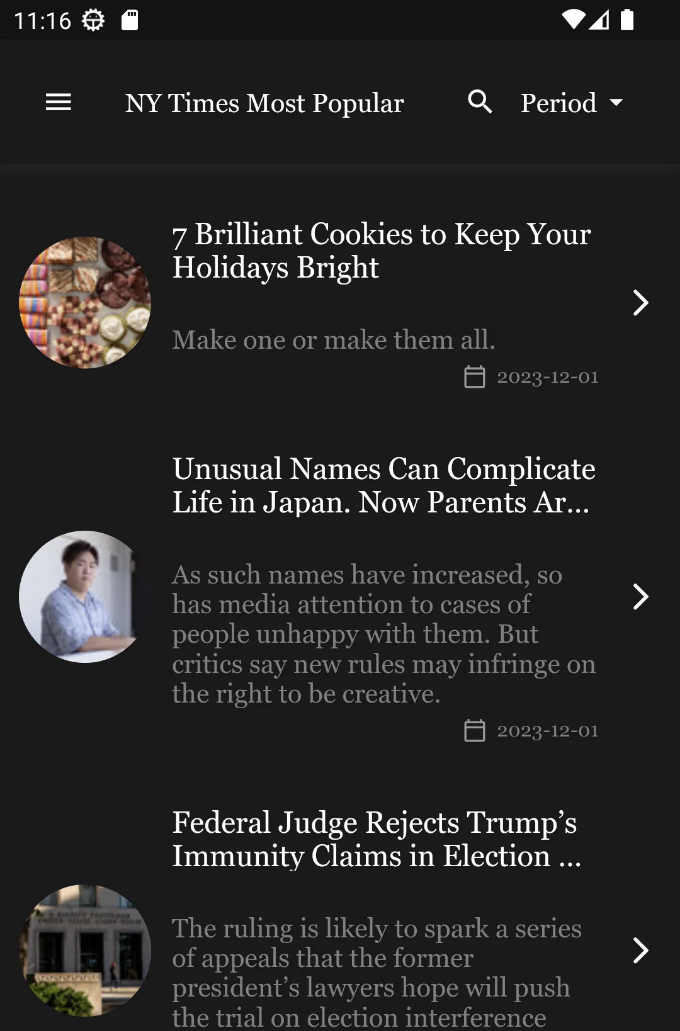 11:16
NY Times Most Popular
Period
7 Brilliant Cookies to Keep Your
Holidays Bright
Make one or make them all.
2023-12-01
Unusual Names Can Complicate
Life in Japan. Now Parents Ar...
As such names have increased, so
has media attention to cases of
people unhappy with them. But
critics say new rules may infringe on
the right to be creative.
2023-12-01
Federal Judge Rejects Trump’s
Immunity Claims in Election ...
The ruling is likely to spark a series
of appeals that the former
president’s lawyers hope will push
the trial on election interference